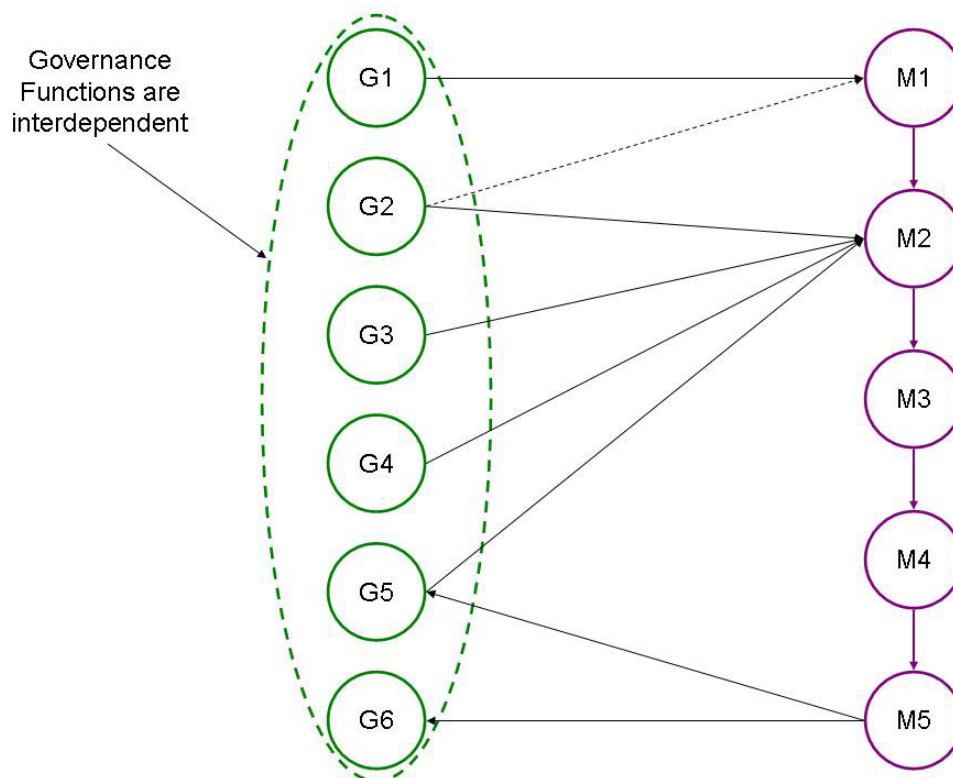 Governance
Functions are
interdependent
G1
M1
G2
M2
G3
M3
G4
M4
G5
M5
G6